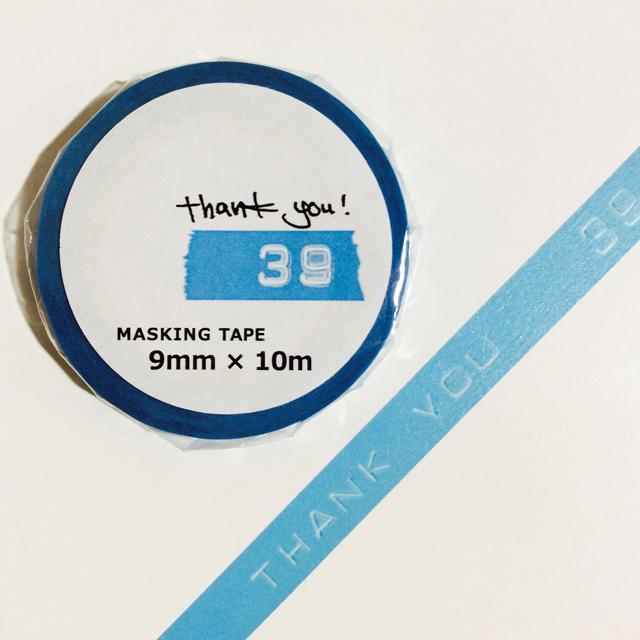 thank you!
39
MASKING TAPE
9mm × 10m
THANK YOU 39